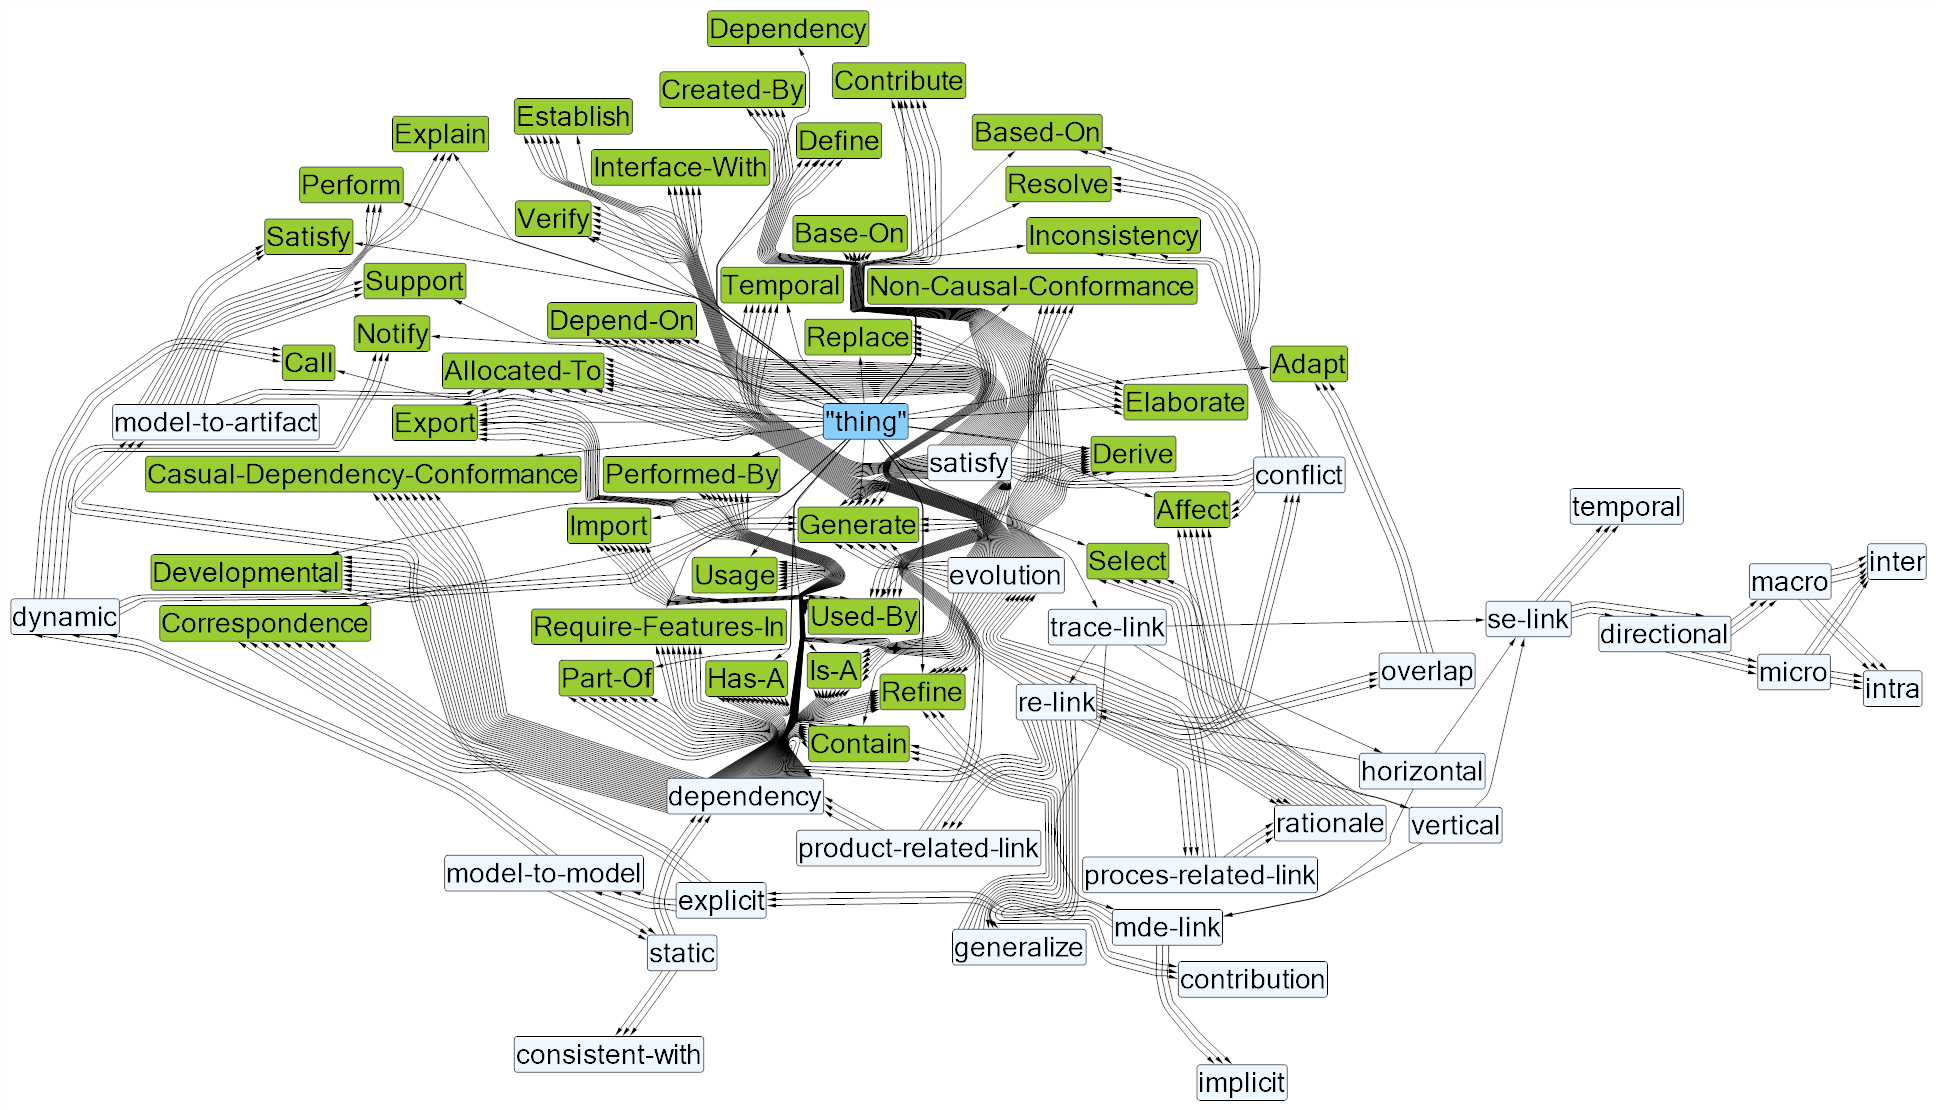 Dependency
Contribute
Created-By
Establish
Explain
Define
Based-On
Interface-With
Perform
Resolve
Verify
Satisfy
Base-On
Inconsistency
Support
Temporal
Non-Causal-Conformance
Depend-On
Notify
Replace
Call
Allocated-To
Adapt
Export
model-to-artifact
"thing"
Elaborate
Casual-Dependency-Conformance
Performed-By
satisfy
Derive
conflict
temporal
Import
Generate
Affect
Developmental
Usage
evolution
Select
macro
inter
dynamic
Correspondence
Require-Features-In
Used-By
trace-link
se-link
directional
Part-Of
Has-A
Is-A
Refine
re-link
overlap
micro
intra
Contain
horizontal
dependency
product-related-link
rationale
vertical
model-to-model
explicit
proces-related-link
static
generalize
mde-link
contribution
consistent-with
implicit